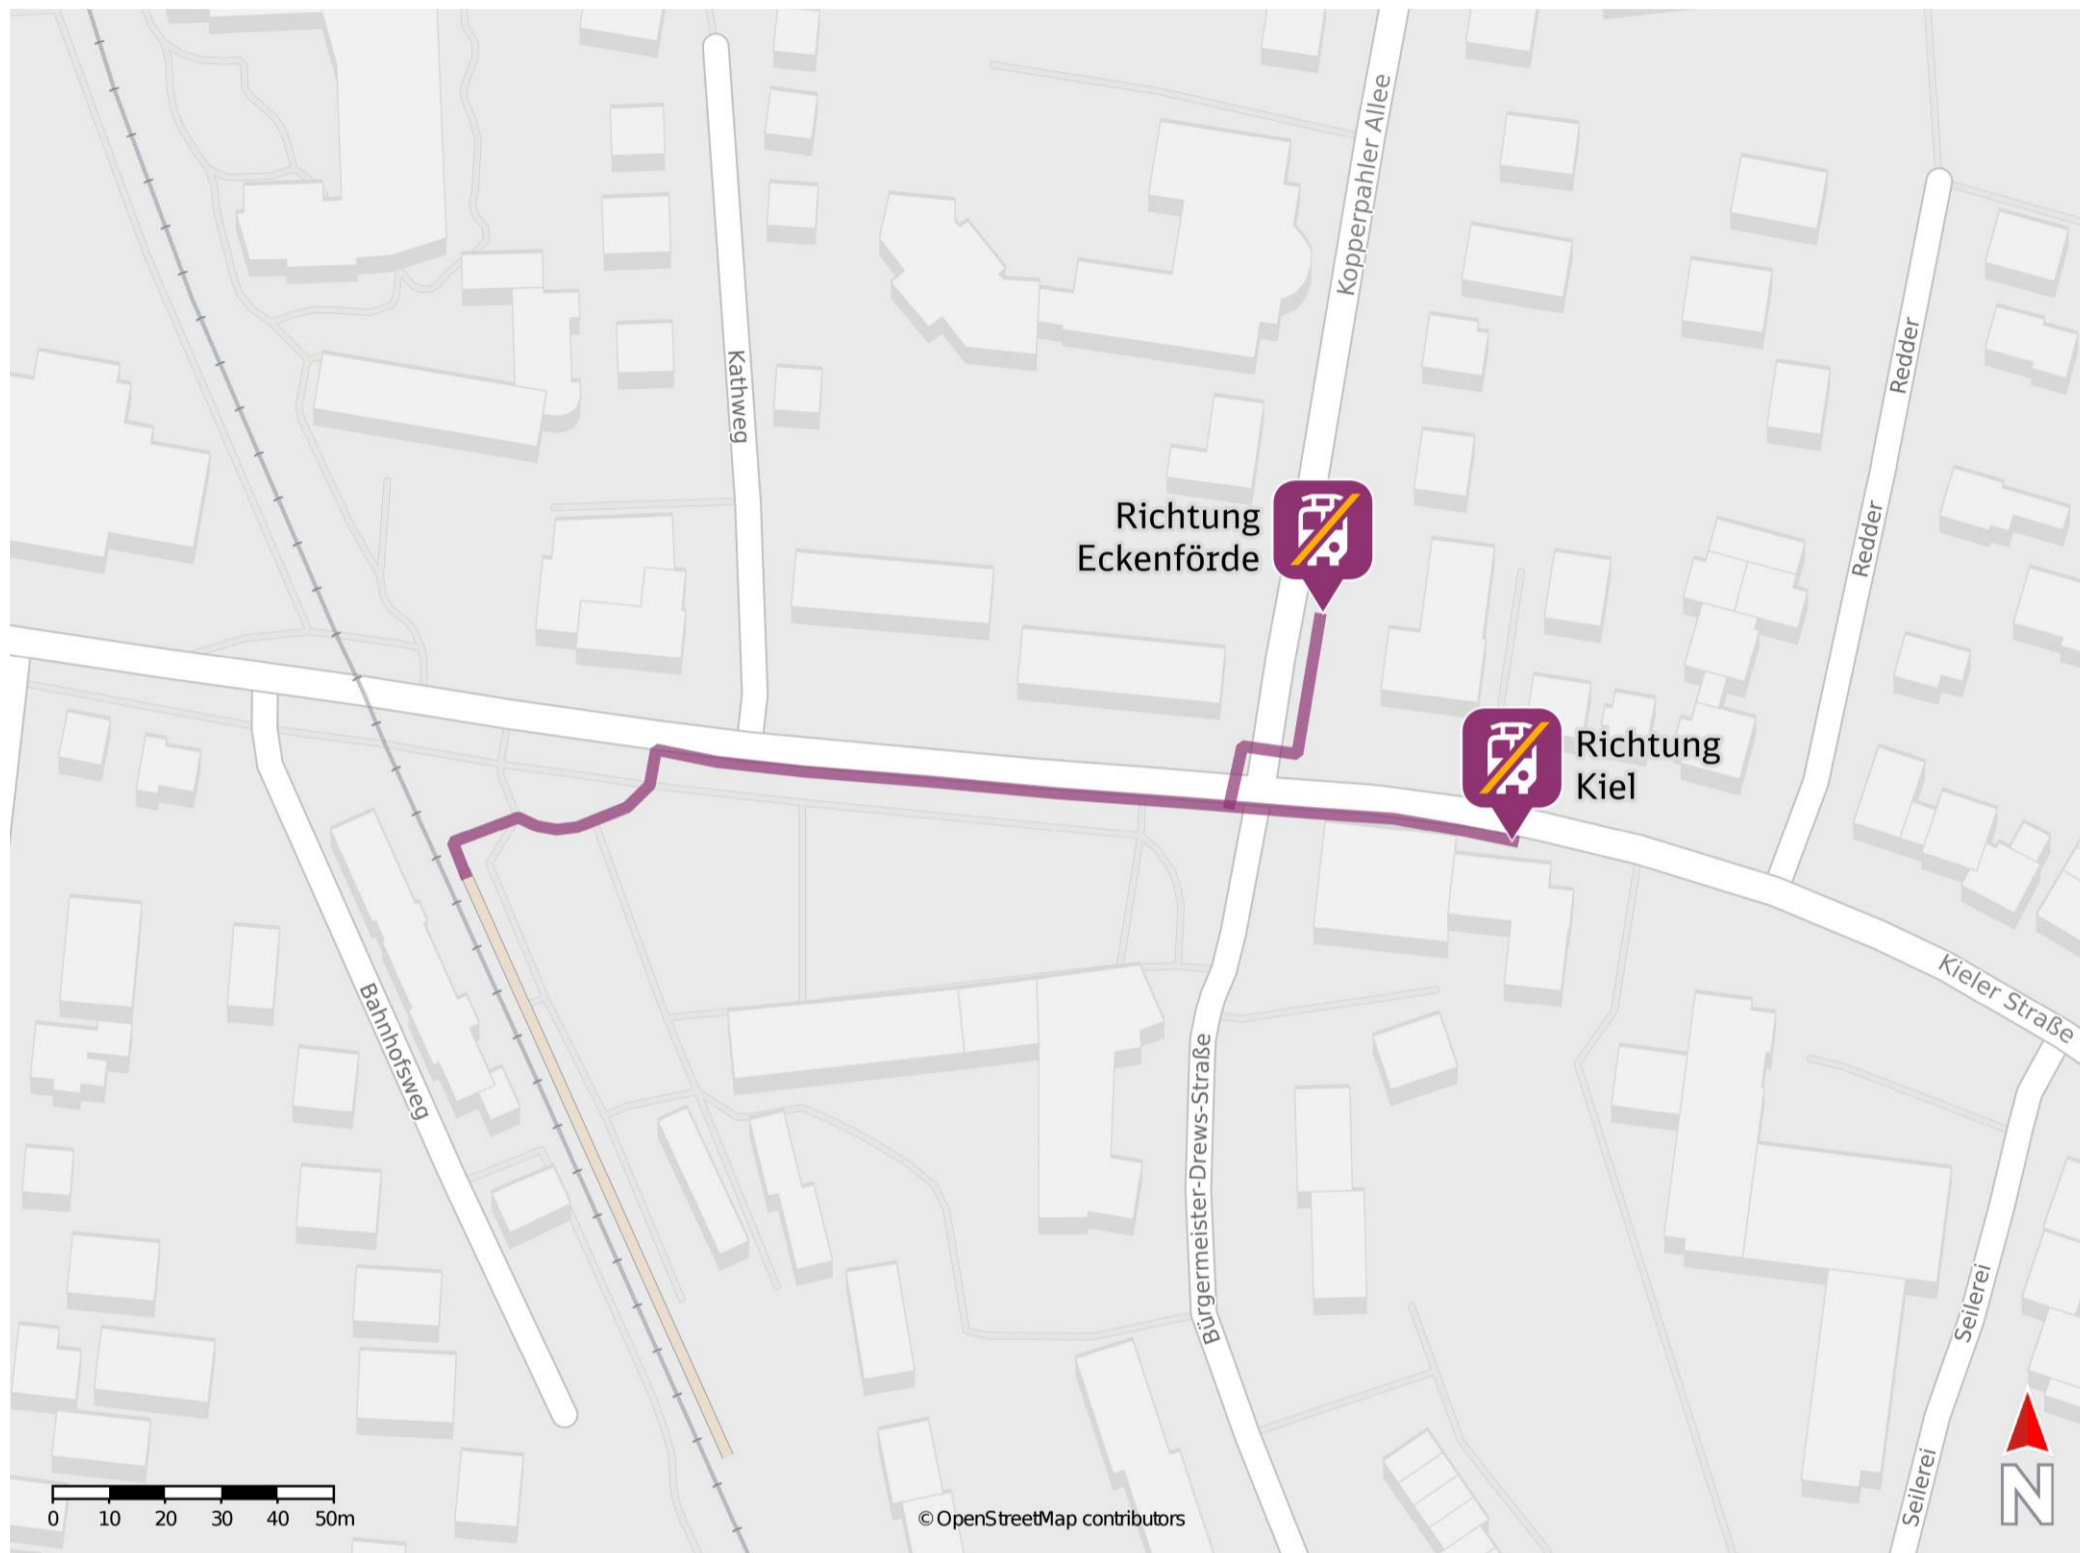 Kopperpahler Allee
Redder
Kathweg
Richtung
Eckenförde
Redder
Richtung
Kiel
Kieler Straße
Bahnhofsweg
Bürgermeister-Drews-Straße
Seilerei
Seilerei
N
0 10 20 30 40 50m
© OpenStreetMap contributors